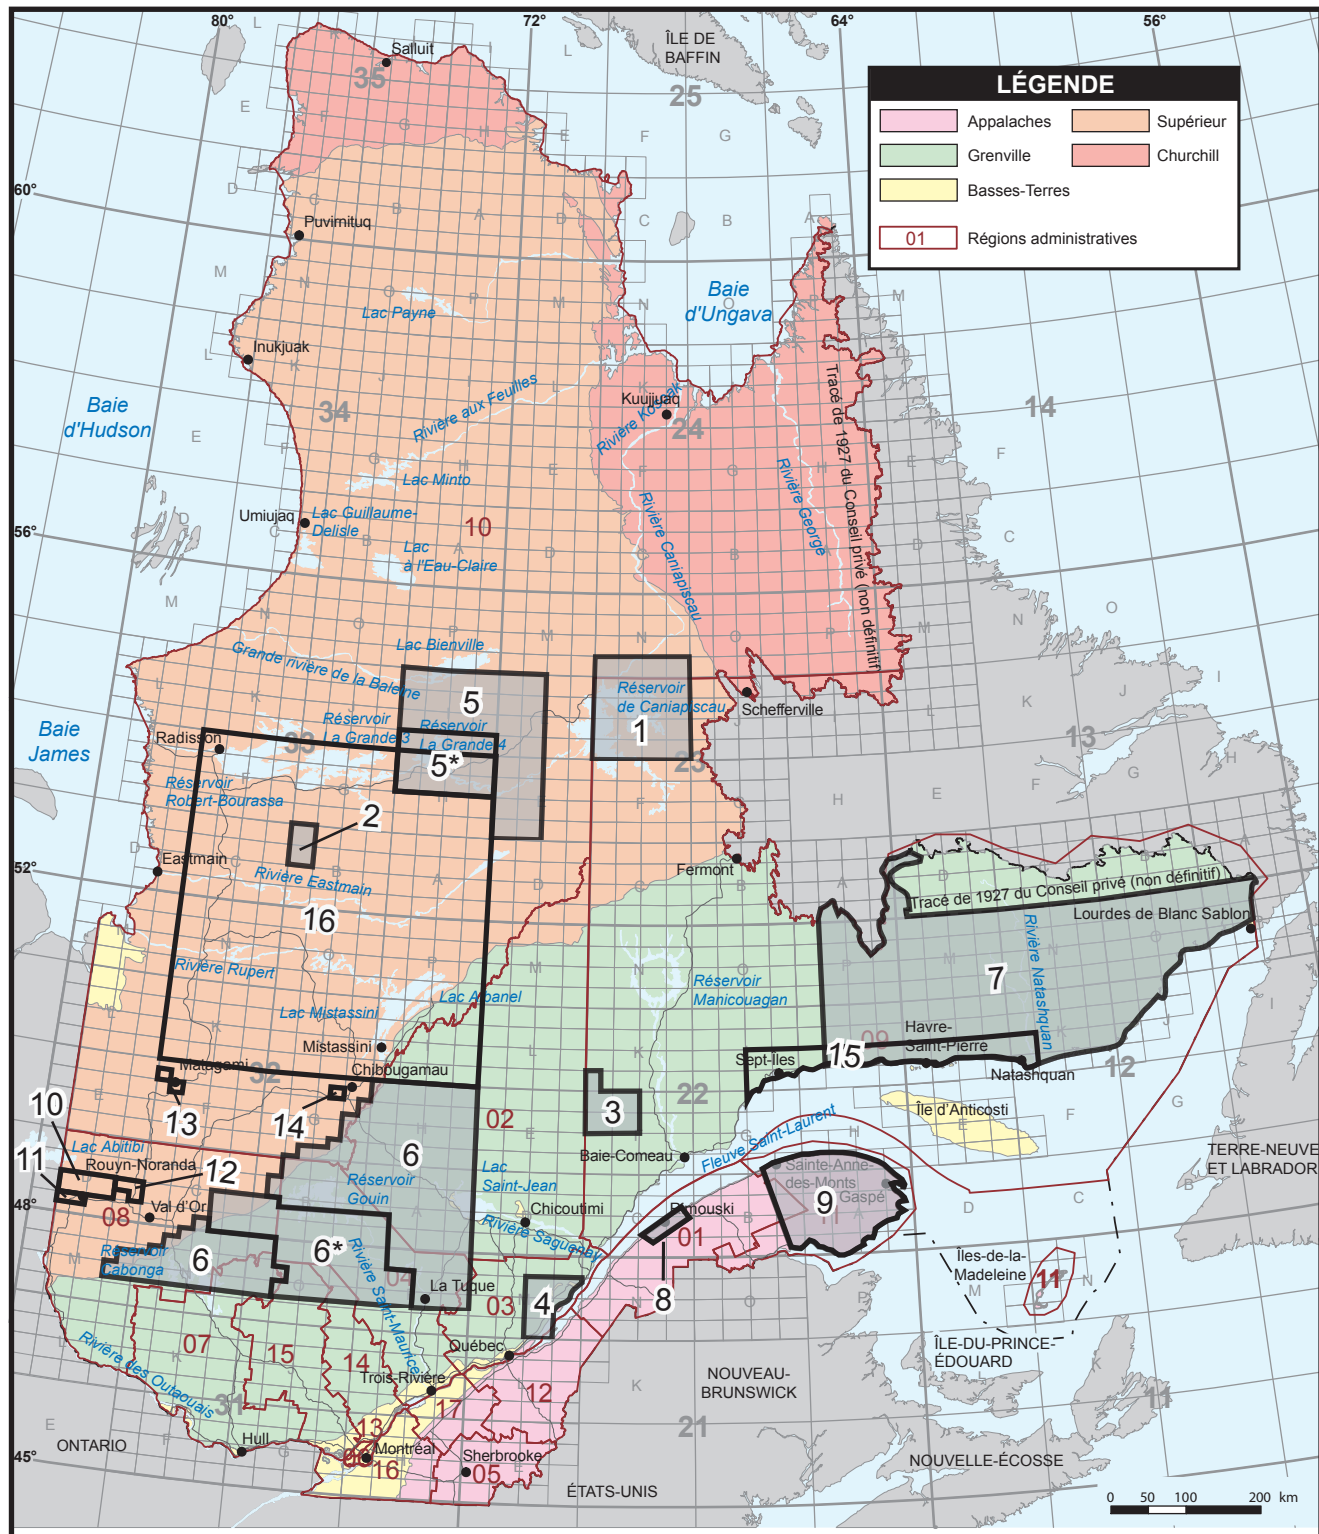 80°
72°
64°
56°
LÉGENDE
Appalaches
Supérieur
Grenville
Churchill
Basses-Terres
01
Régions administratives
ÎLE DE
BAFFIN
Salluit
35
25
60°
Puvirnituq
Lac Payne
Baie
d'Ungava
Inukjuak
Baie
d'Hudson
34
Rivière aux Feuilles
Kuujjuaq
Rivière Koksoak
24
14
Lac Minto
Tracé de 1927 du Conseil privé (non définitif)
Rivière George
Rivière Caniapiscau
56°
Umiujaq
Lac Guillaume-
Delisle
10
Lac
à l'Eau-Claire
Lac Bienville
Grande rivière de la Baleine
Baie
James
5
Réservoir
de Caniapiscau
1
Schefferville
Réservoir
La Grande 3
Réservoir
La Grande 4
Radisson
33
23
13
5*
Réservoir
Robert-Bourassa
2
52°
Eastmain
Rivière Eastmain
Fermont
Tracé de 1927 du Conseil privé (non définitif)
Lourdes de Blanc Sablon
16
Rivière Rupert
Lac Albanel
Réservoir
Manicouagan
7
Rivière Natashquan
Lac Mistassini
Mistassini
09
Havre-
Saint-Pierre
Sept-Îles
15
Natashquan
12
Matagami
32
Chibougamau
22
3
13
14
02
10
11
Lac Abitibi
Rouyn-Noranda
12
6
Île d'Anticosti
Fleuve Saint-Laurent
Baie-Comeau
TERRE-NEUVE
ET LABRADOR
Lac
Saint-Jean
Réservoir
Gouin
Sainte-Anne-
des-Monts
Gaspé
9
11
48°
08
Val d'Or
Chicoutimi
Rimouski
01
Rivière Saguenay
Réservoir
Cabonga
6
6*
Îles-de-la-
Madeleine
11
04
La Tuque
03
4
8
Rivière Saint-Maurice
07
15
14
Québec
ÎLE-DU-PRINCE-
ÉDOUARD
Rivière des Outaouais
Trois-Rivière
NOUVEAU-
BRUNSWICK
12
17
31
21
11
13
Hull
Montréal
16
Sherbrooke
05
45°
ONTARIO
NOUVELLE-ÉCOSSE
ÉTATS-UNIS
0 50 100 200 km